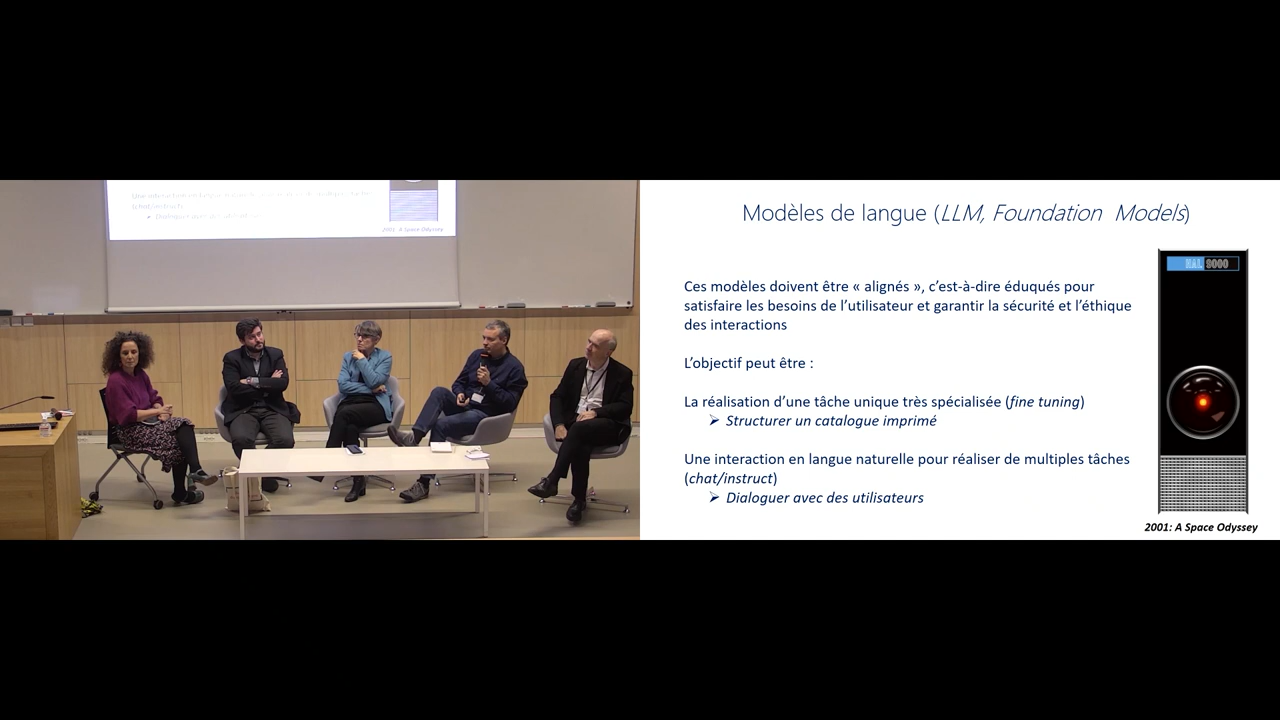 2001: A Space Odyssey
Modèles de langue (LLM, Foundation Models)
HAL 9000
Ces modèles doivent être « alignés », c’est-à-dire éduqués pour
satisfaire les besoins de l’utilisateur et garantir la sécurité et l’éthique
des interactions
L’objectif peut être :
La réalisation d’une tâche unique très spécialisée (fine tuning)
➢ Structurer un catalogue imprimé
Une interaction en langue naturelle pour réaliser de multiples tâches
(chat/instruct)
➢ Dialoguer avec des utilisateurs
2001: A Space Odyssey